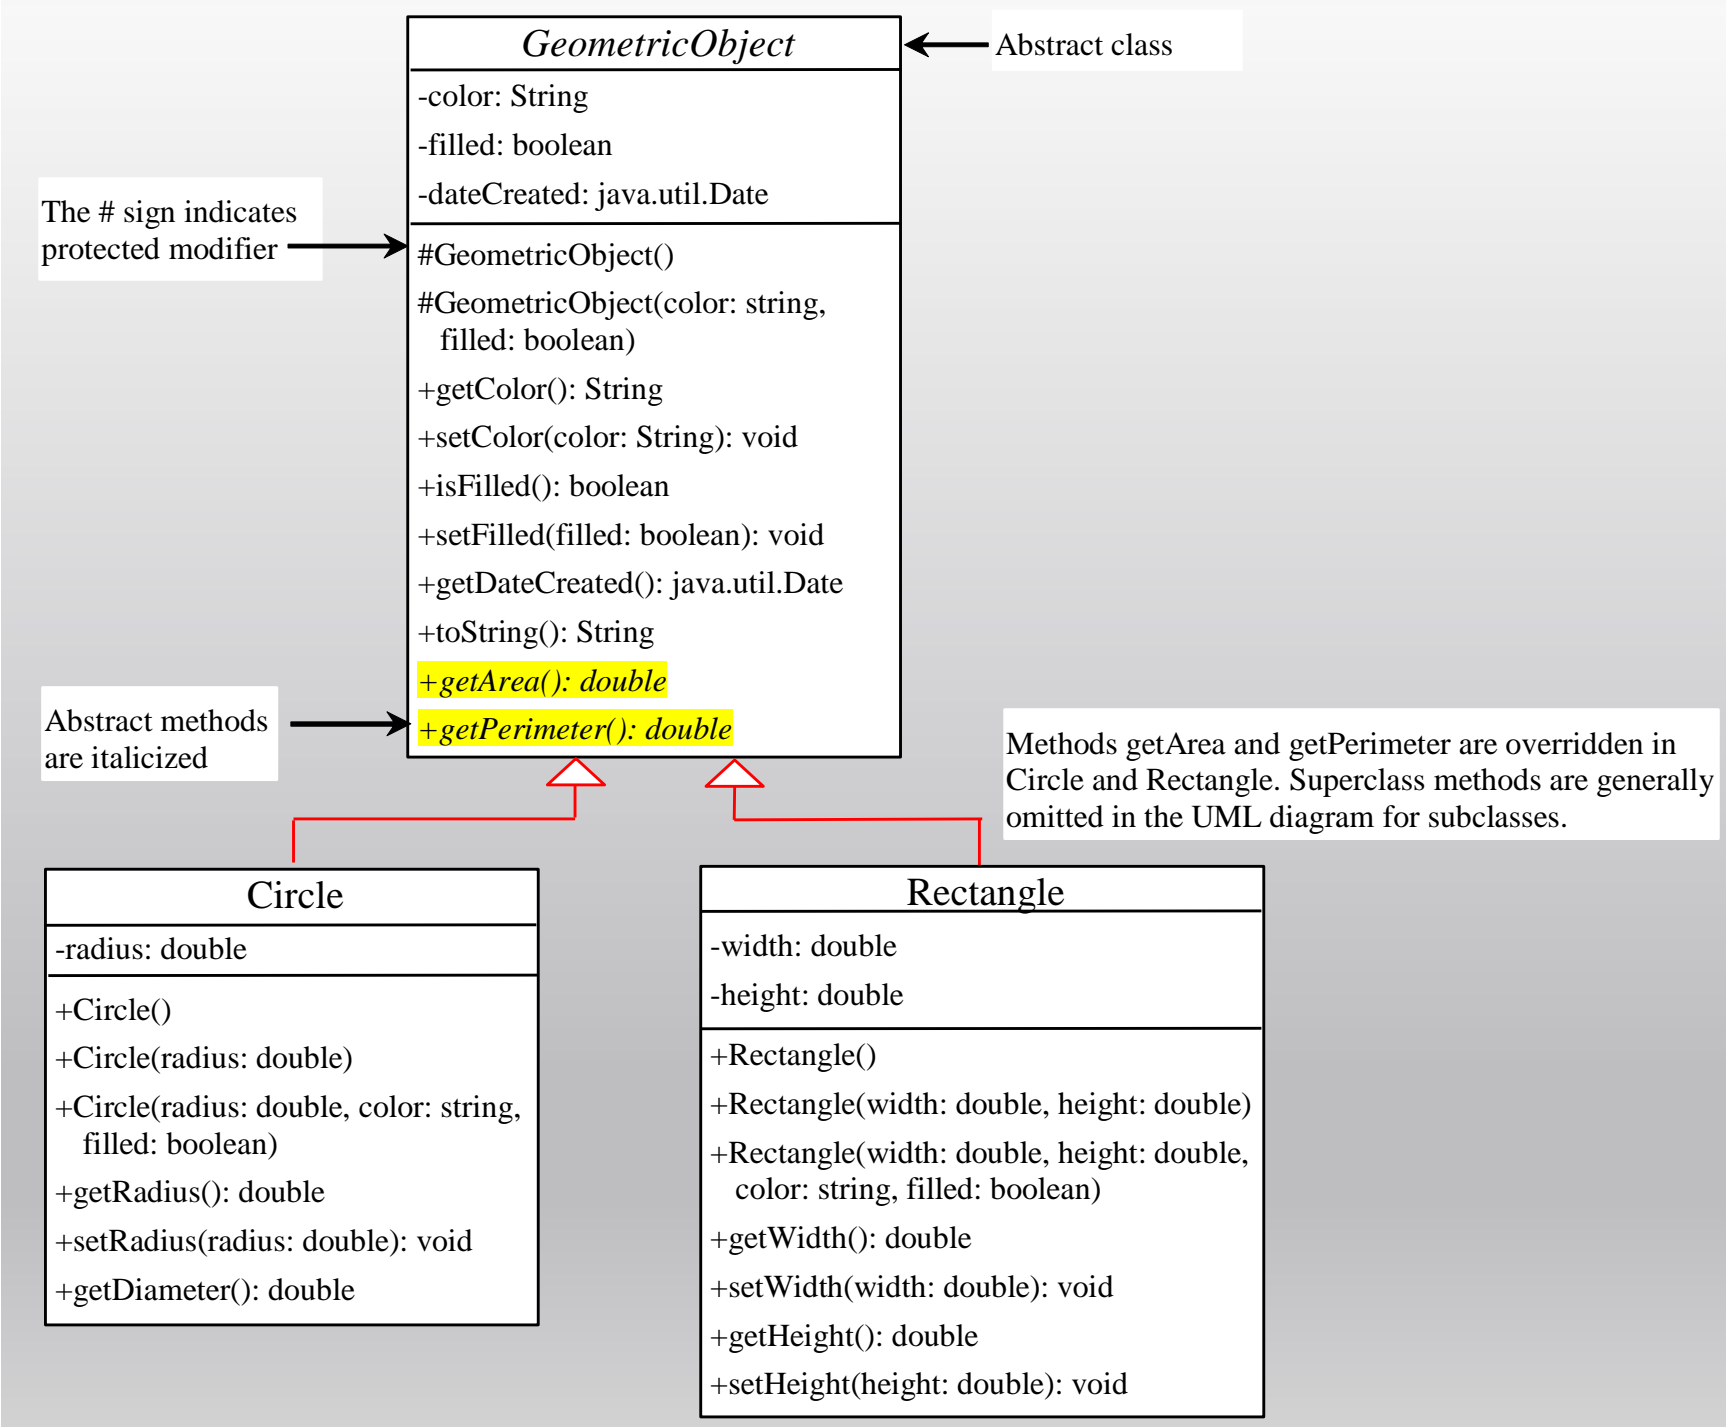 GeometricObject
Abstract class
-color: String
-filled: boolean
-dateCreated: java.util.Date
The # sign indicates
protected modifier
#GeometricObject()
#GeometricObject(color: string,
filled: boolean)
+getColor(): String
+setColor(color: String): void
+isFilled(): boolean
+setFilled(filled: boolean): void
+getDateCreated(): java.util.Date
+toString(): String
+getArea(): double
+getPerimeter(): double
Abstract methods
are italicized
Methods getArea and getPerimeter are overridden in
Circle and Rectangle. Superclass methods are generally
omitted in the UML diagram for subclasses.
Circle
-radius: double
+Circle()
+Circle(radius: double)
+Circle(radius: double, color: string,
filled: boolean)
+getRadius(): double
+setRadius(radius: double): void
+getDiameter(): double
Rectangle
-width: double
-height: double
+Rectangle()
+Rectangle(width: double, height: double)
+Rectangle(width: double, height: double,
color: string, filled: boolean)
+getWidth(): double
+setWidth(width: double): void
+getHeight(): double
+setHeight(height: double): void